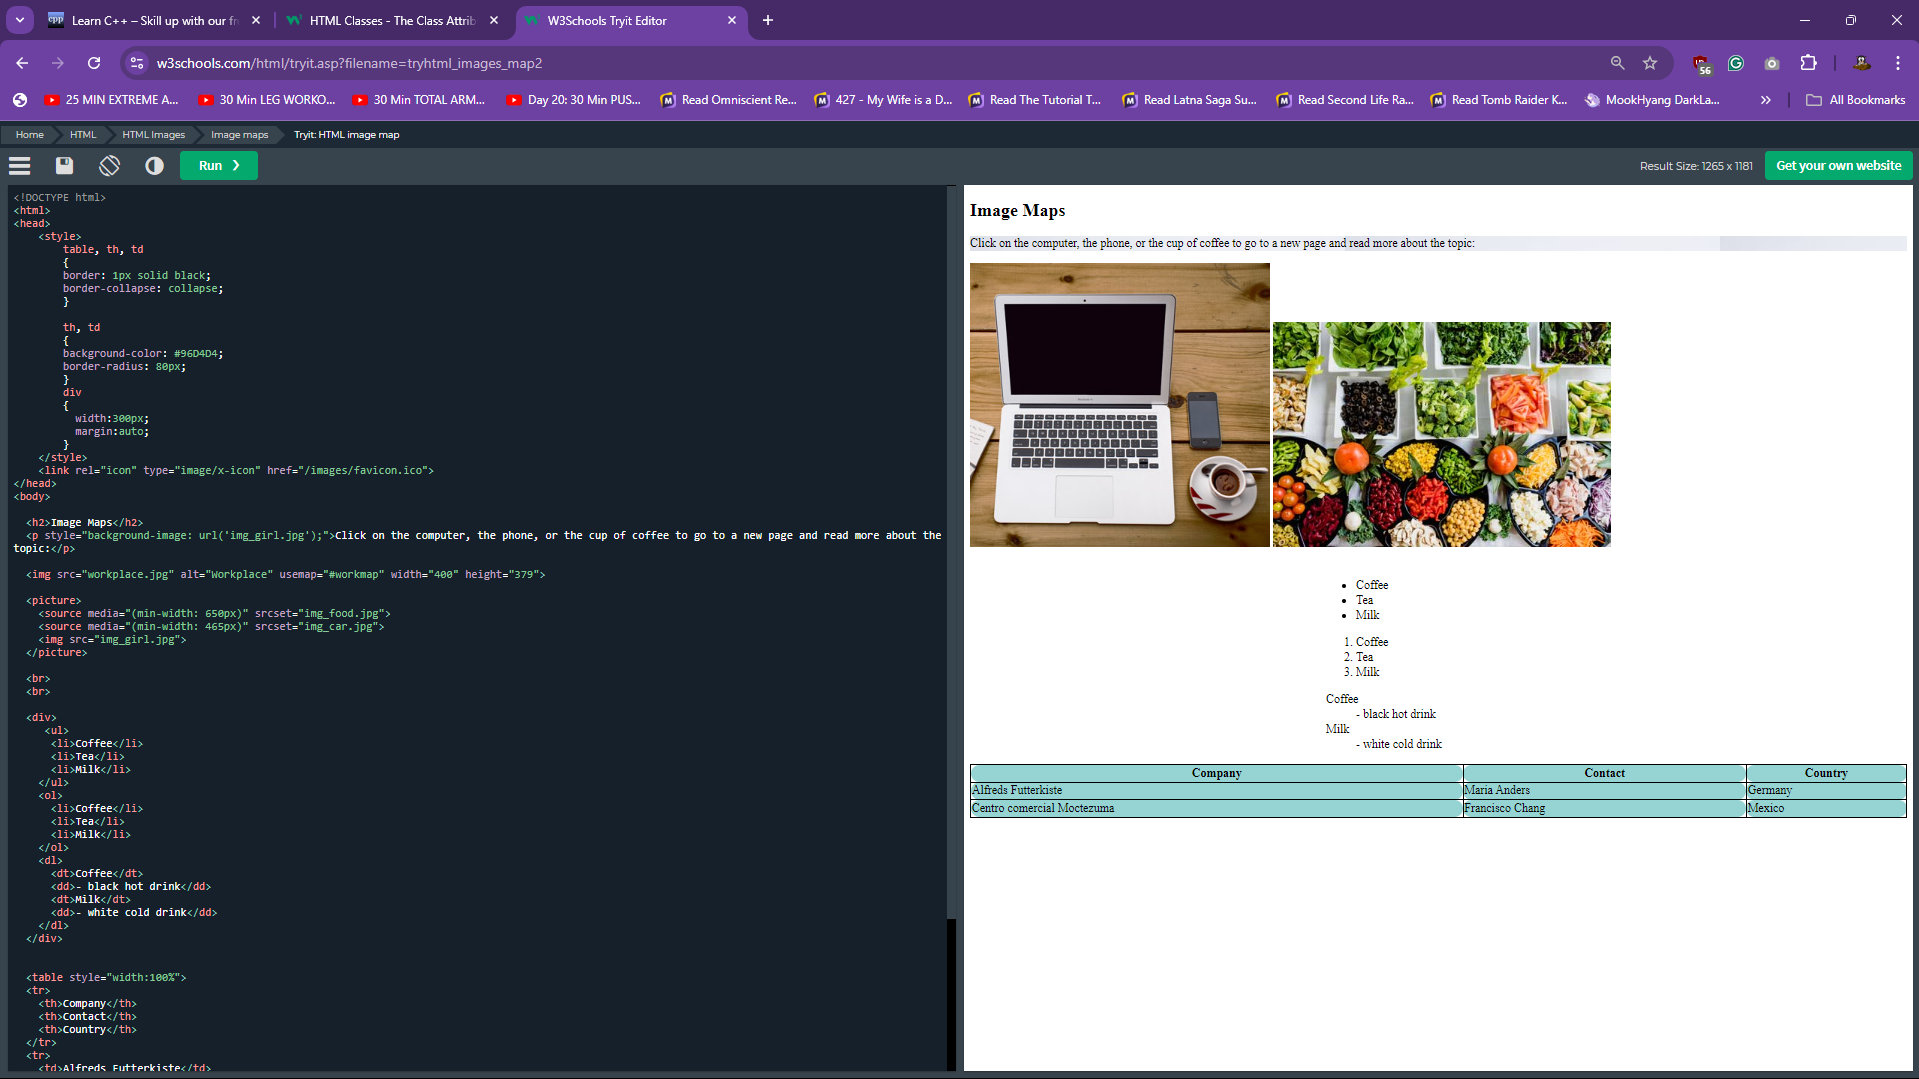 Learn C++ – Skill up with our fr
HTML Classes - The Class Attrib
W3Schools Tryit Editor
w3schools.com/html/tryit.asp?filename=tryhtml_images_map2
56
25 MIN EXTREME A...
30 Min LEG WORKO...
30 Min TOTAL ARM...
Day 20: 30 Min PUS...
Read Omniscient Re...
427 - My Wife is a D...
Read The Tutorial T...
Read Latna Saga Su...
Read Second Life Ra...
Read Tomb Raider K...
MookHyang DarkLa...
All Bookmarks
Home
HTML
HTML Images
Image maps
Tryit: HTML image map
Run ❯
Result Size: 1265 x 1181
Get your own website
<!DOCTYPE html>
<html>
<head>
<style>
table, th, td
{
border: 1px solid black;
border-collapse: collapse;
}
th, td
{
background-color: #96D4D4;
border-radius: 80px;
}
div
{
width:300px;
margin:auto;
}
</style>
<link rel="icon" type="image/x-icon" href="/images/favicon.ico">
</head>
<body>
<h2>Image Maps</h2>
<p style="background-image: url('img_girl.jpg');">Click on the computer, the phone, or the cup of coffee to go to a new page and read more about the
topic:</p>
<img src="workplace.jpg" alt="Workplace" usemap="#workmap" width="400" height="379">
<picture>
<source media="(min-width: 650px)" srcset="img_food.jpg">
<source media="(min-width: 465px)" srcset="img_car.jpg">
<img src="img_girl.jpg">
</picture>
<br>
<br>
<div>
<ul>
<li>Coffee</li>
<li>Tea</li>
<li>Milk</li>
</ul>
<ol>
<li>Coffee</li>
<li>Tea</li>
<li>Milk</li>
</ol>
<dl>
<dt>Coffee</dt>
<dd>- black hot drink</dd>
<dt>Milk</dt>
<dd>- white cold drink</dd>
</dl>
</div>
<table style="width:100%">
<tr>
<th>Company</th>
<th>Contact</th>
<th>Country</th>
</tr>
<tr>
<td>Alfreds Futterkiste</td>
Image Maps
Click on the computer, the phone, or the cup of coffee to go to a new page and read more about the topic:
• Coffee
• Tea
• Milk
1. Coffee
2. Tea
3. Milk
Coffee
- black hot drink
Milk
- white cold drink
Company Contact Country
Alfreds Futterkiste Maria Anders Germany
Centro comercial Moctezuma Francisco Chang Mexico